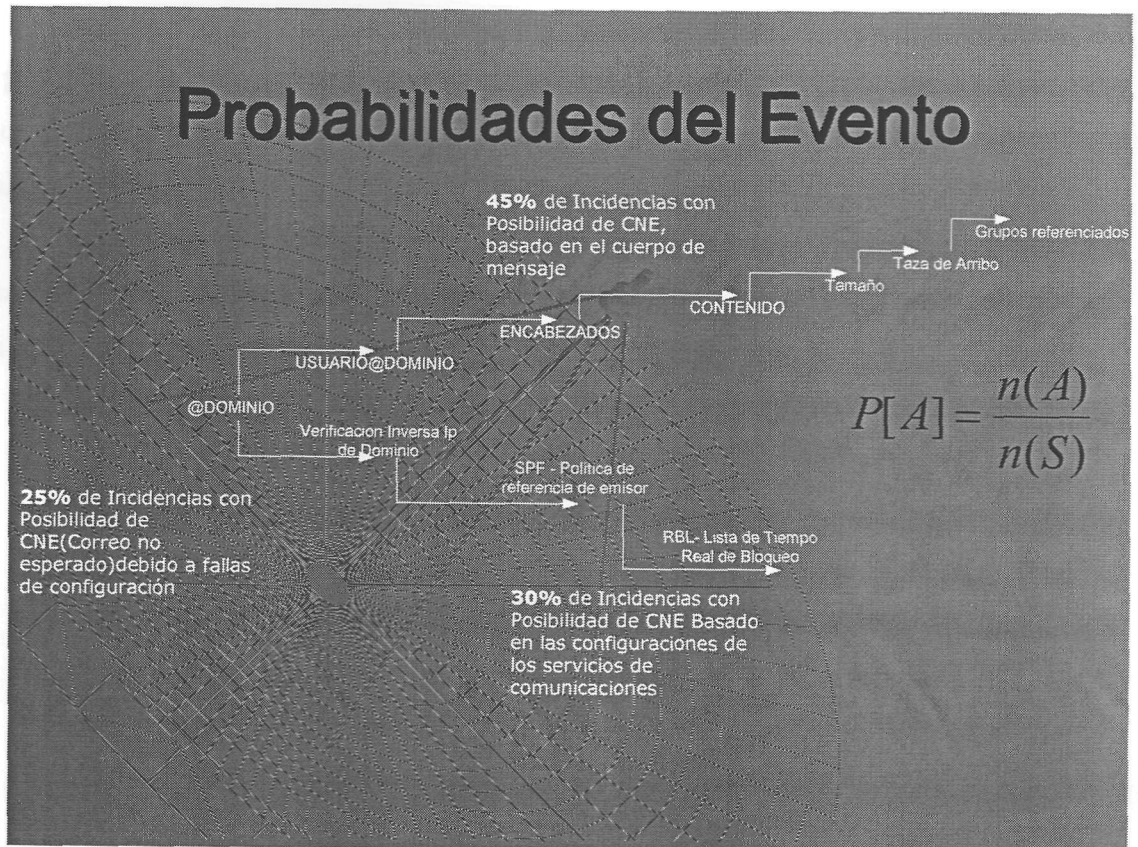 Probabilidades del Evento
45% de Incidencias con
Posibilidad de CNE,
basado en el cuerpo de
mensaje
Grupos referenciados
Taza de Arribo
Tamaño
CONTENIDO
ENCABEZADOS
USUARIO@DOMINIO
@DOMINIO
Verificacion Inversa Ip
de Dominio
SPF - Politica de
referencia de emisor
RBL- Lista de Tiempo
Real de Bloqueo
P[A] = n(A) / n(S)
25% de Incidencias con
Posibilidad de
CNE(Correo no
esperado)debido a fallas
de configuración
30% de Incidencias con
Posibilidad de CNE Basado
en las configuraciones de
los servicios de
comunicaciones